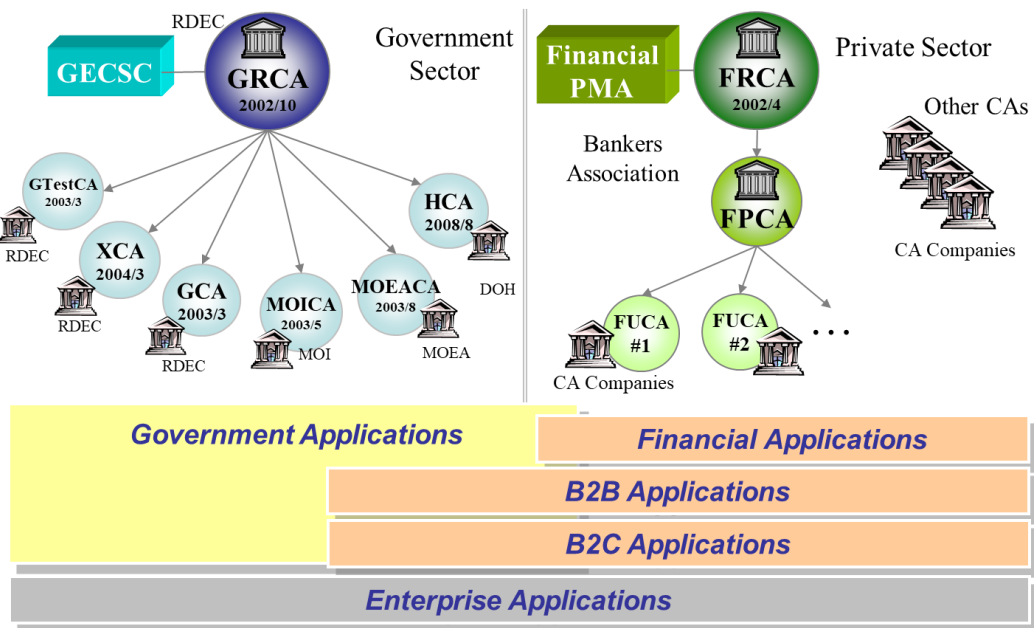 RDEC
GECSC
GRCA
2002/10
Government
Sector
GTestCA
2003/3
RDEC
XCA
2004/3
RDEC
GCA
2003/3
RDEC
MOICA
2003/5
MOI
MOEACA
2003/8
MOEA
HCA
2008/8
DOH
Financial
PMA
FRCA
2002/4
Private Sector
Other CAs
CA Companies
Bankers
Association
FPCA
FUCA
#1
CA Companies
FUCA
#2
...
Government Applications
Financial Applications
B2B Applications
B2C Applications
Enterprise Applications